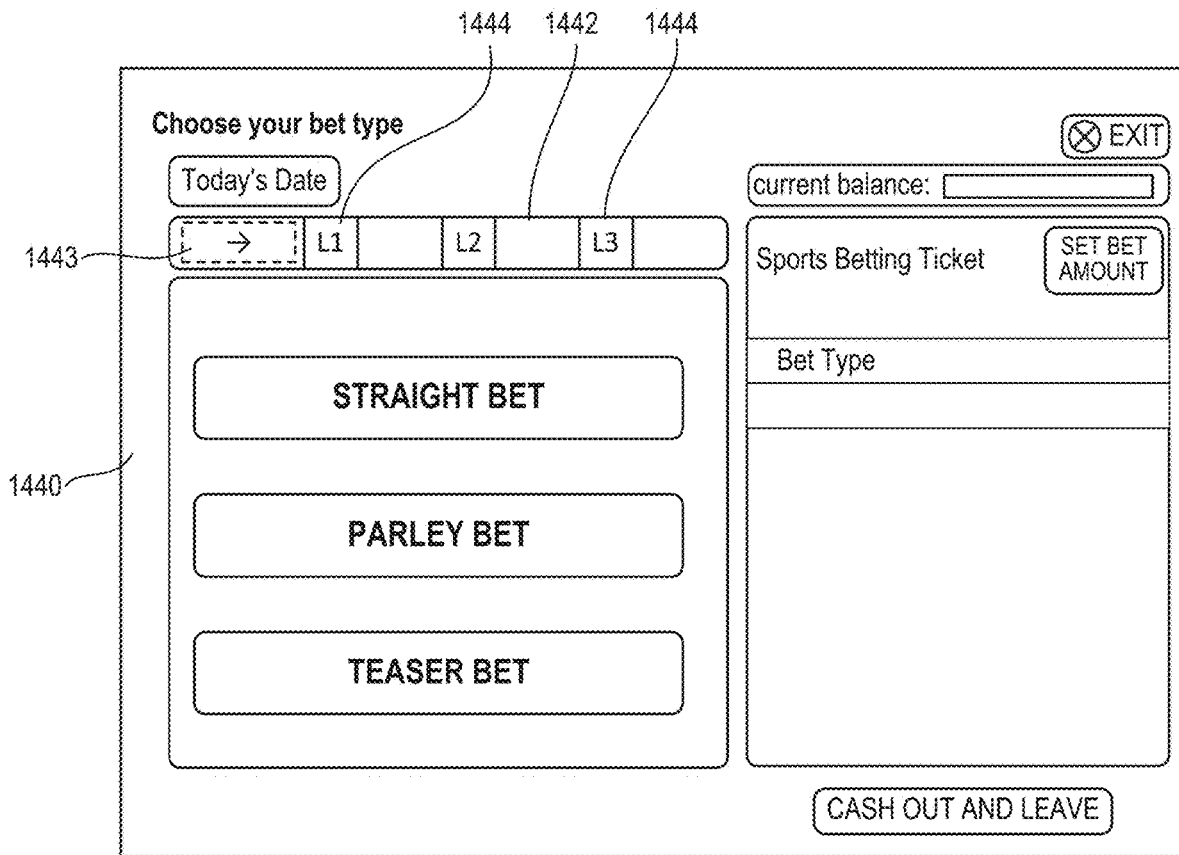 1444 1442 1444
Choose your bet type
EXIT
Today's Date
current balance:
→ L1 L2 L3
1443
Sports Betting Ticket
SET BET
AMOUNT
Bet Type
STRAIGHT BET
1440
PARLEY BET
TEASER BET
CASH OUT AND LEAVE